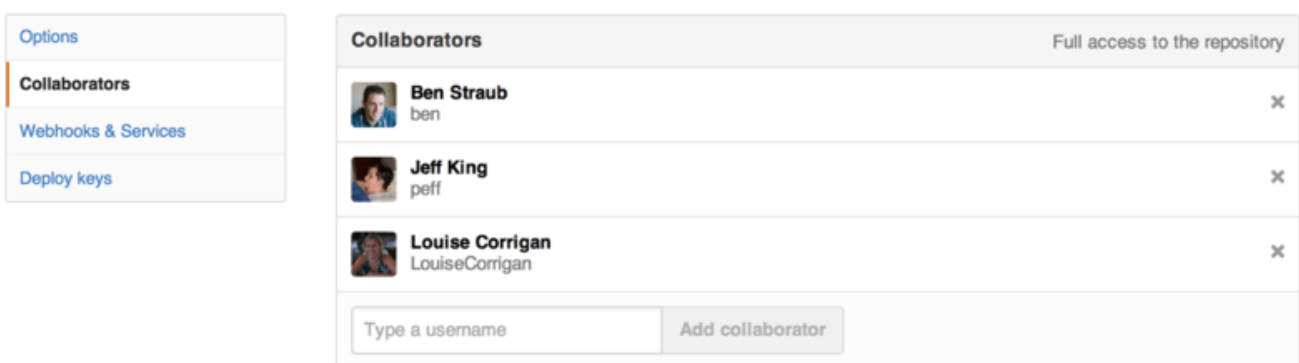 Options
Collaborators
Webhooks & Services
Deploy keys
Collaborators
Full access to the repository
Ben Straub
ben
Jeff King
peff
Louise Corrigan
LouiseCorrigan
Type a username
Add collaborator